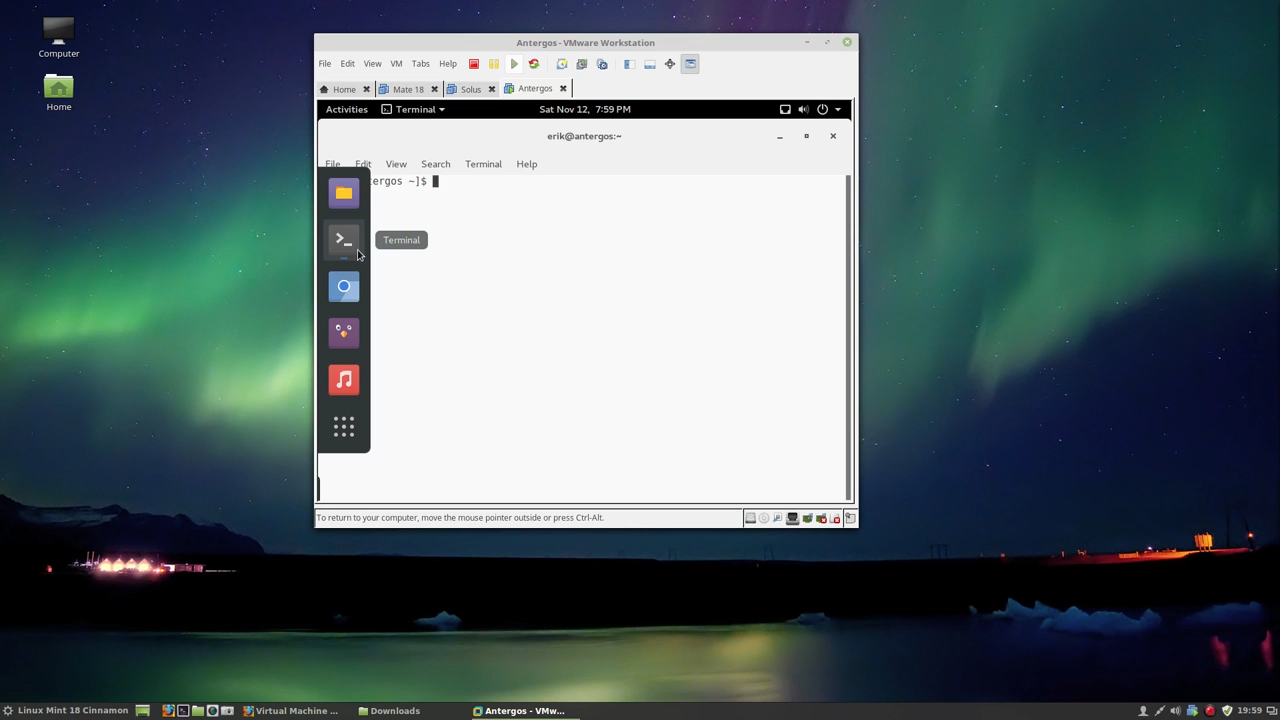 Computer
Home
Antergos - VMware Workstation
File Edit View VM Tabs Help
Home Mate 18 Solus Antergos
Activities Terminal Sat Nov 12, 7:59 PM
erik@antergos:~
File Edit View Search Terminal Help
tergos ~]$
Terminal
To return to your computer, move the mouse pointer outside or press Ctrl-Alt.
Linux Mint 18 Cinnamon Virtual Machine ... Downloads Antergos - VMw... 19:59